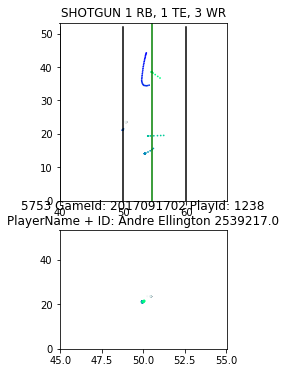 SHOTGUN 1 RB, 1 TE, 3 WR
50
40
30
20
10
0
40 50 60
5753 GameId: 2017091702 PlayId: 1238
PlayerName + ID: Andre Ellington 2539217.0
40
20
0
45.0 47.5 50.0 52.5 55.0